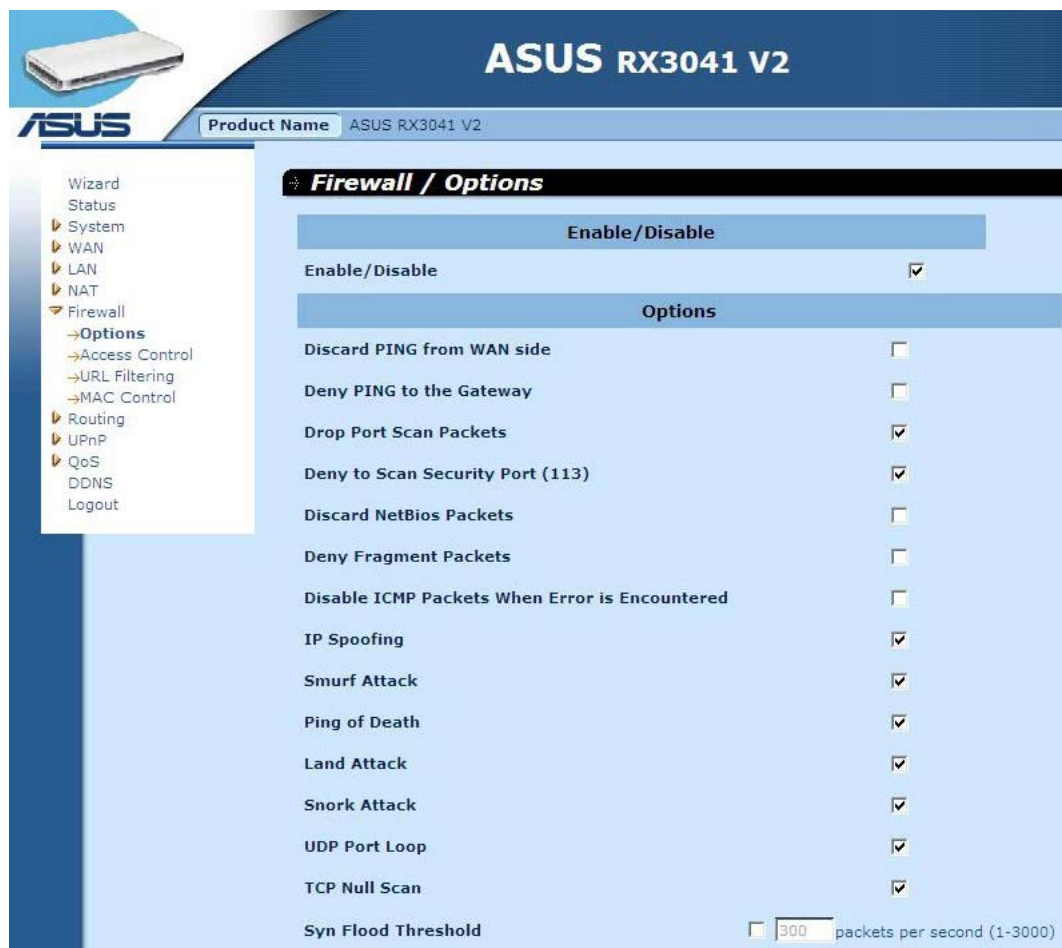 ASUS RX3041 V2
ASUS
Product Name ASUS RX3041 V2
Wizard
Status
System
WAN
LAN
NAT
Firewall
Options
Access Control
URL Filtering
MAC Control
Routing
UPnP
QoS
DDNS
Logout
Firewall / Options
Enable/Disable
Enable/Disable
Options
Discard PING from WAN side
Deny PING to the Gateway
Drop Port Scan Packets
Deny to Scan Security Port (113)
Discard NetBios Packets
Deny Fragment Packets
Disable ICMP Packets When Error is Encountered
IP Spoofing
Smurf Attack
Ping of Death
Land Attack
Snork Attack
UDP Port Loop
TCP Null Scan
Syn Flood Threshold 300 packets per second (1-3000)